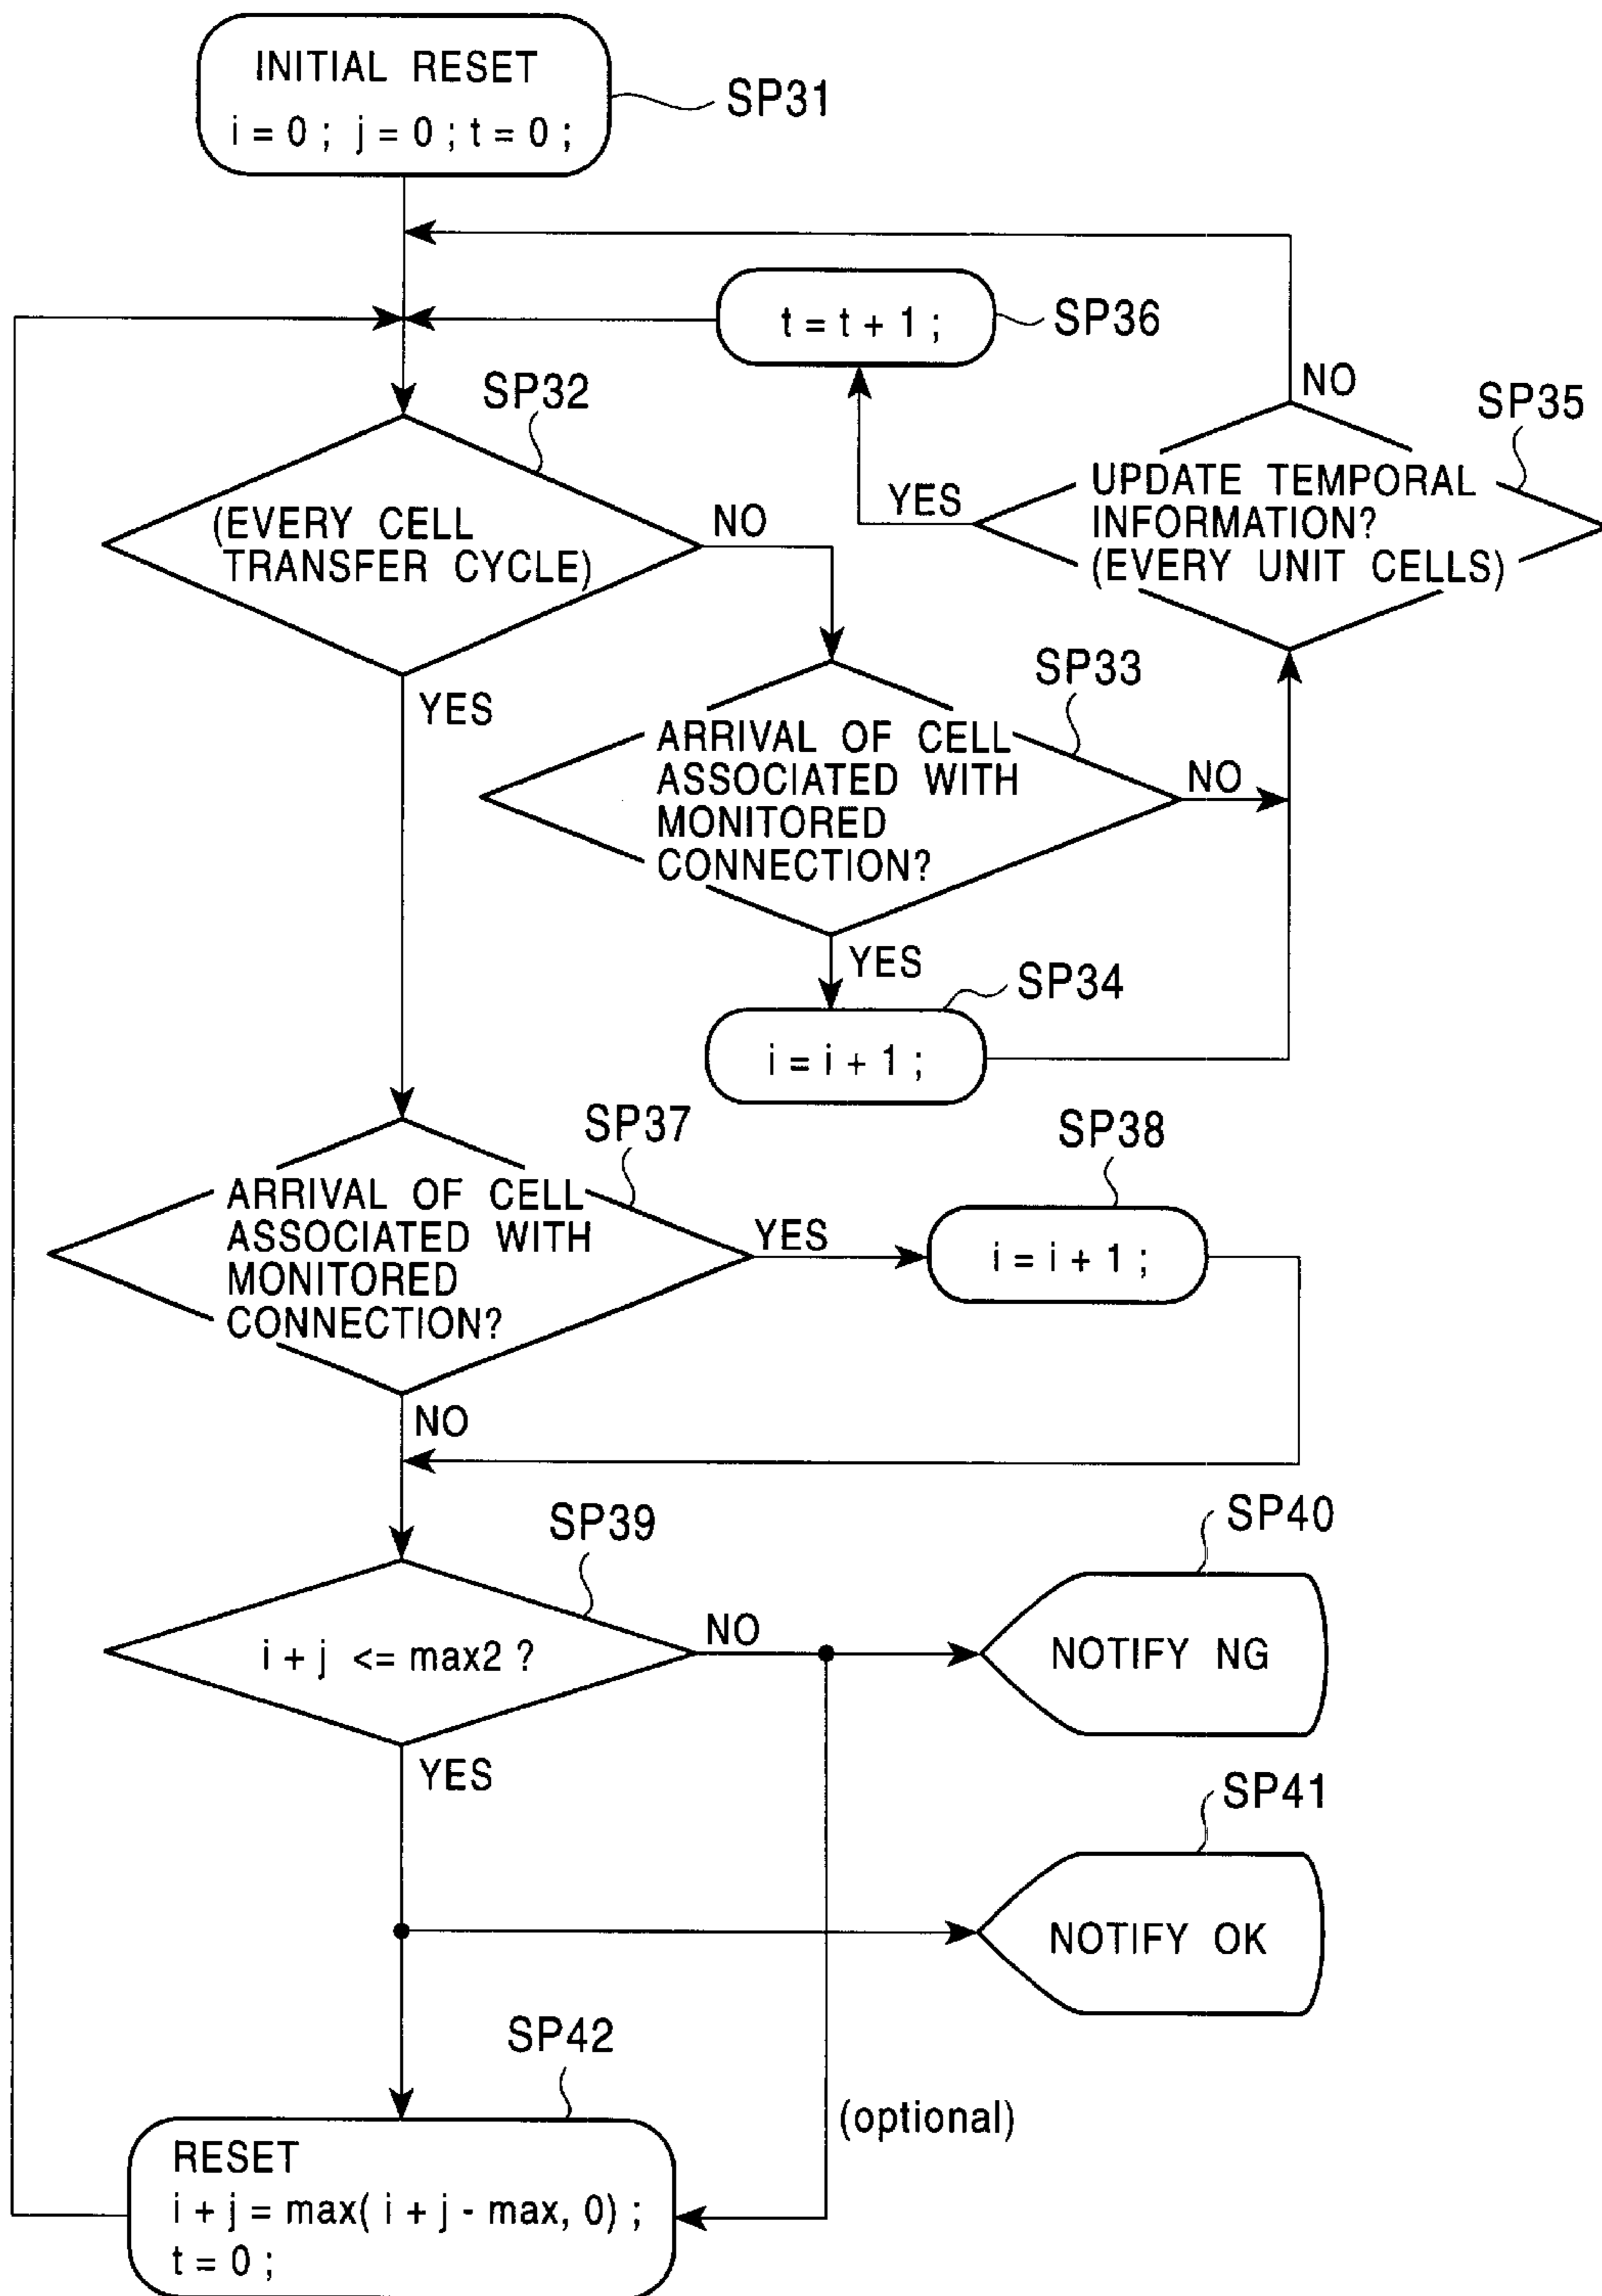 INITIAL RESET
i = 0 ; j = 0 ; t = 0 ;
SP31
t = t + 1 ;
SP36
NO
SP32
SP35
(EVERY CELL
TRANSFER CYCLE)
NO
YES
UPDATE TEMPORAL
INFORMATION?
(EVERY UNIT CELLS)
YES
SP33
ARRIVAL OF CELL
ASSOCIATED WITH
MONITORED
CONNECTION?
NO
YES
SP34
i = i + 1 ;
SP37
SP38
ARRIVAL OF CELL
ASSOCIATED WITH
MONITORED
CONNECTION?
YES
i = i + 1 ;
NO
SP39
SP40
i + j <= max2 ?
NO
NOTIFY NG
YES
SP41
NOTIFY OK
SP42
(optional)
RESET
i + j = max( i + j - max, 0) ;
t = 0 ;